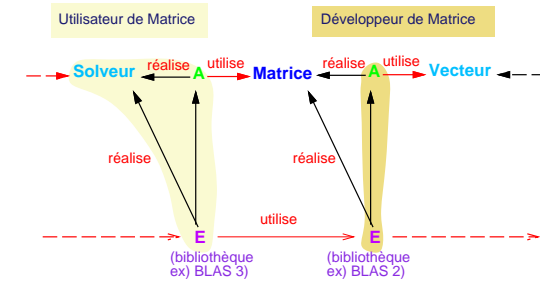 Utilisateur de Matrice
Développeur de Matrice
Solveur réalise A utilise Matrice réalise A utilise Vecteur
réalise
réalise
utilise
E
E
(bibliothèque
ex) BLAS 3)
(bibliothèque
ex) BLAS 2)